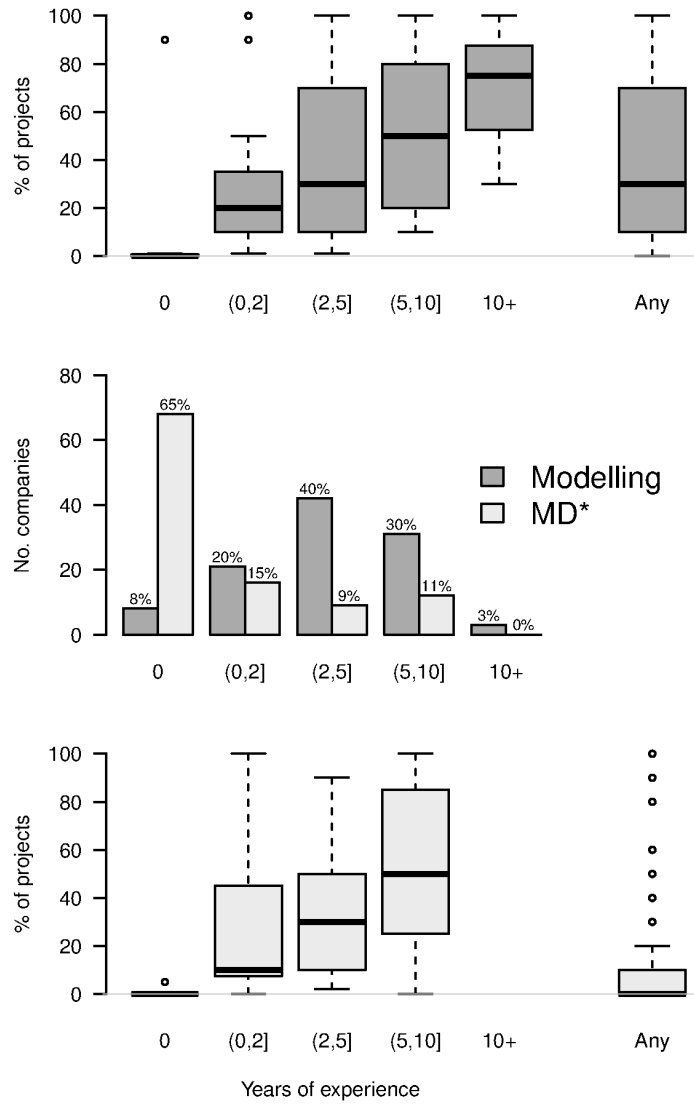 100
80
60
40
20
0
% of projects
0 (0,2] (2,5] (5,10] 10+ Any
80
60
40
20
0
No. companies
8% 65% 20% 15% 40% 9% 30% 11% 3% 0%
Modelling
MD*
0 (0,2] (2,5] (5,10] 10+
100
80
60
40
20
0
% of projects
0 (0,2] (2,5] (5,10] 10+ Any
Years of experience